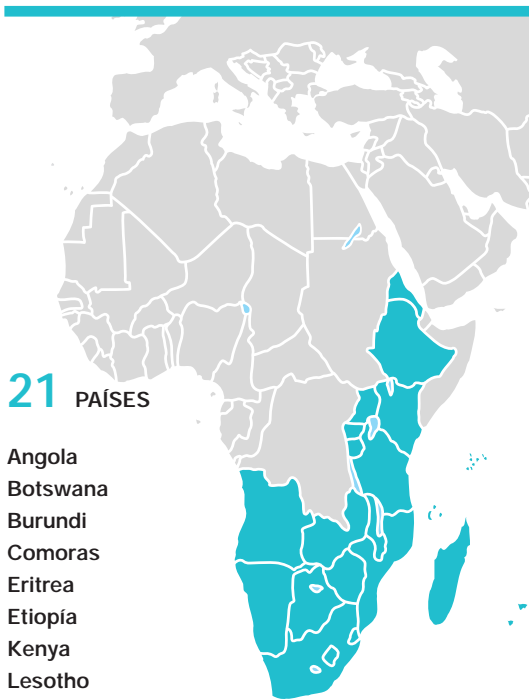 21 PAÍSES
Angola
Botswana
Burundi
Comoras
Eritrea
Etiopía
Kenya
Lesotho